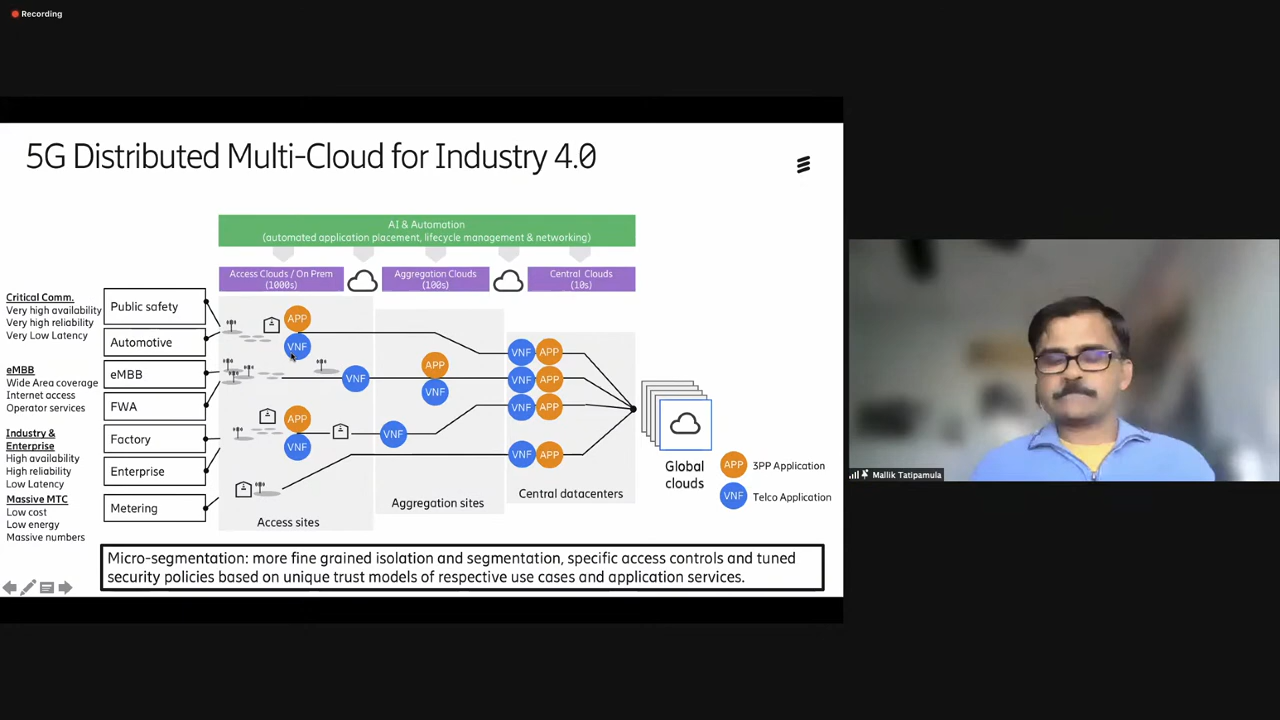 Recording
5G Distributed Multi-Cloud for Industry 4.0
AI & Automation
(automated application placement, lifecycle management & networking)
Access Clouds / On Prem
(1000s)
Aggregation Clouds
(100s)
Central Clouds
(10s)
Critical Comm.
Very high availability
Very high reliability
Very Low Latency
eMBB
Wide Area coverage
Internet access
Operator services
Industry &
Enterprise
High availability
High reliability
Low Latency
Massive MTC
Low cost
Low energy
Massive numbers
Public safety
Automotive
eMBB
FWA
Factory
Enterprise
Metering
APP
VNF
VNF
APP
VNF
APP
VNF
VNF
VNF APP
VNF APP
VNF APP
VNF APP
Access sites
Aggregation sites
Central datacenters
Global
clouds
APP 3PP Application
VNF Telco Application
Micro-segmentation: more fine grained isolation and segmentation, specific access controls and tuned
security policies based on unique trust models of respective use cases and application services.
Mallik Tatipamula